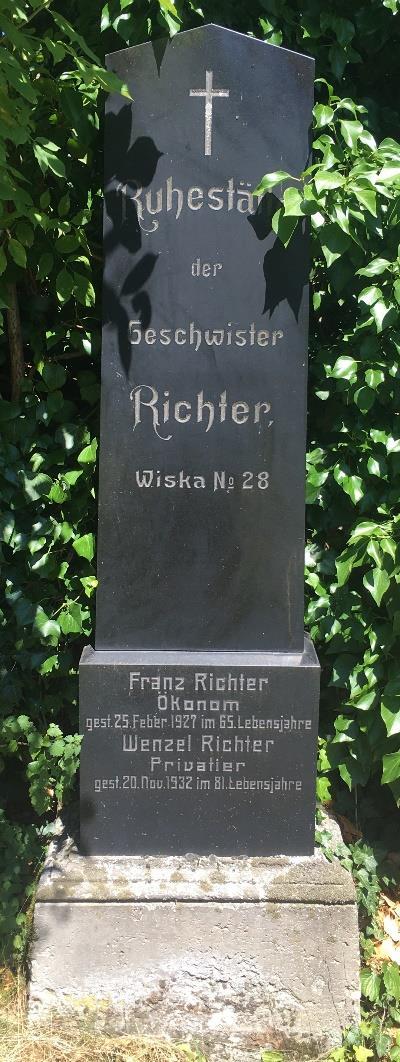 Ruhestätte
der
Geschwister
Richter,
Wiska No 28
Franz Richter
Ökonom
gest. 25. Feber 1927 im 65. Lebensjahre
Wenzel Richter
Privatier
gest. 20. Nov. 1932 im 81. Lebensjahre